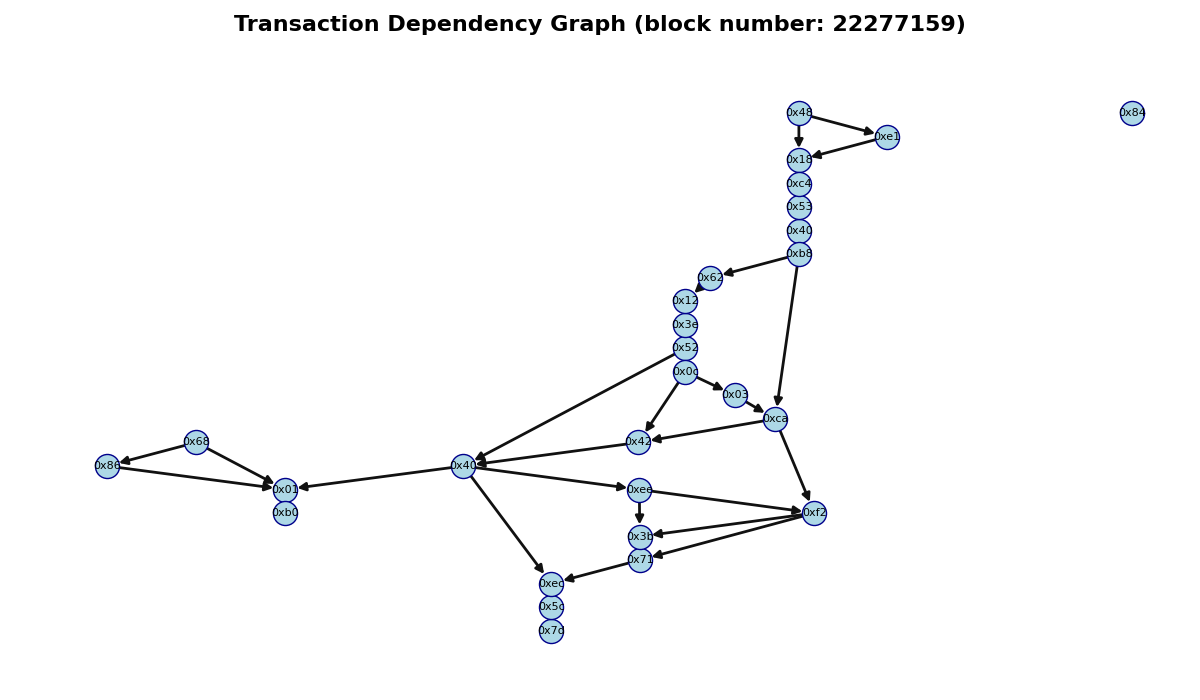 Transaction Dependency Graph (block number: 22277159)
0x48
0x84
0xe1
0x18
0xc4
0x53
0x40
0xb8
0x62
0x12
0x3e
0x52
0x0c
0x03
0xca
0x68
0x42
0x86
0x40
0x01
0xee
0xb0
0xf2
0x3b
0x71
0x5c
0x7d